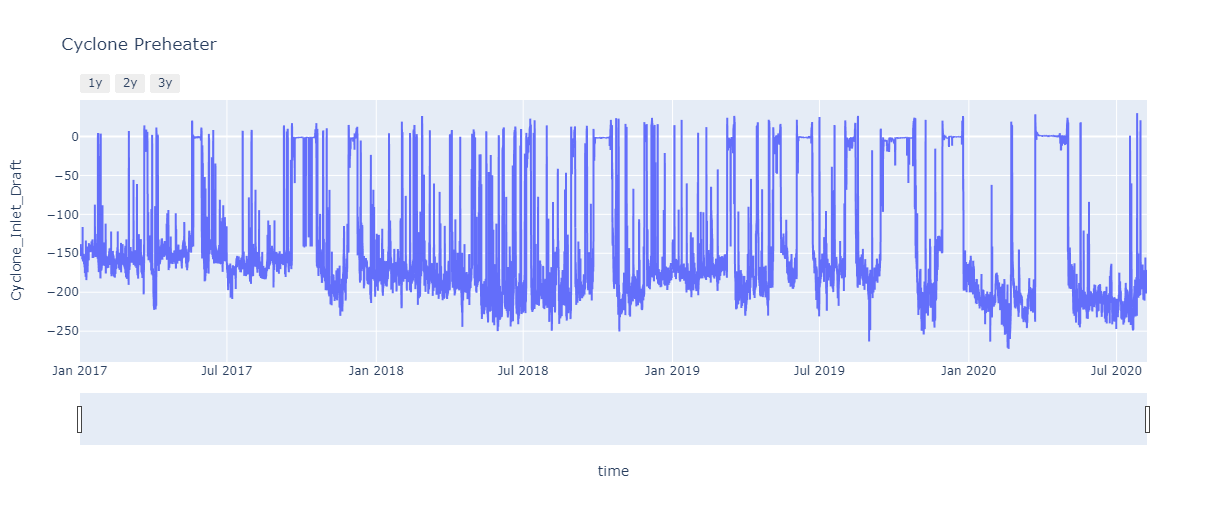 Cyclone Preheater
1y 2y 3y
Cyclone_Inlet_Draft
0
−50
−100
−150
−200
−250
Jan 2017 Jul 2017 Jan 2018 Jul 2018 Jan 2019 Jul 2019 Jan 2020 Jul 2020
time